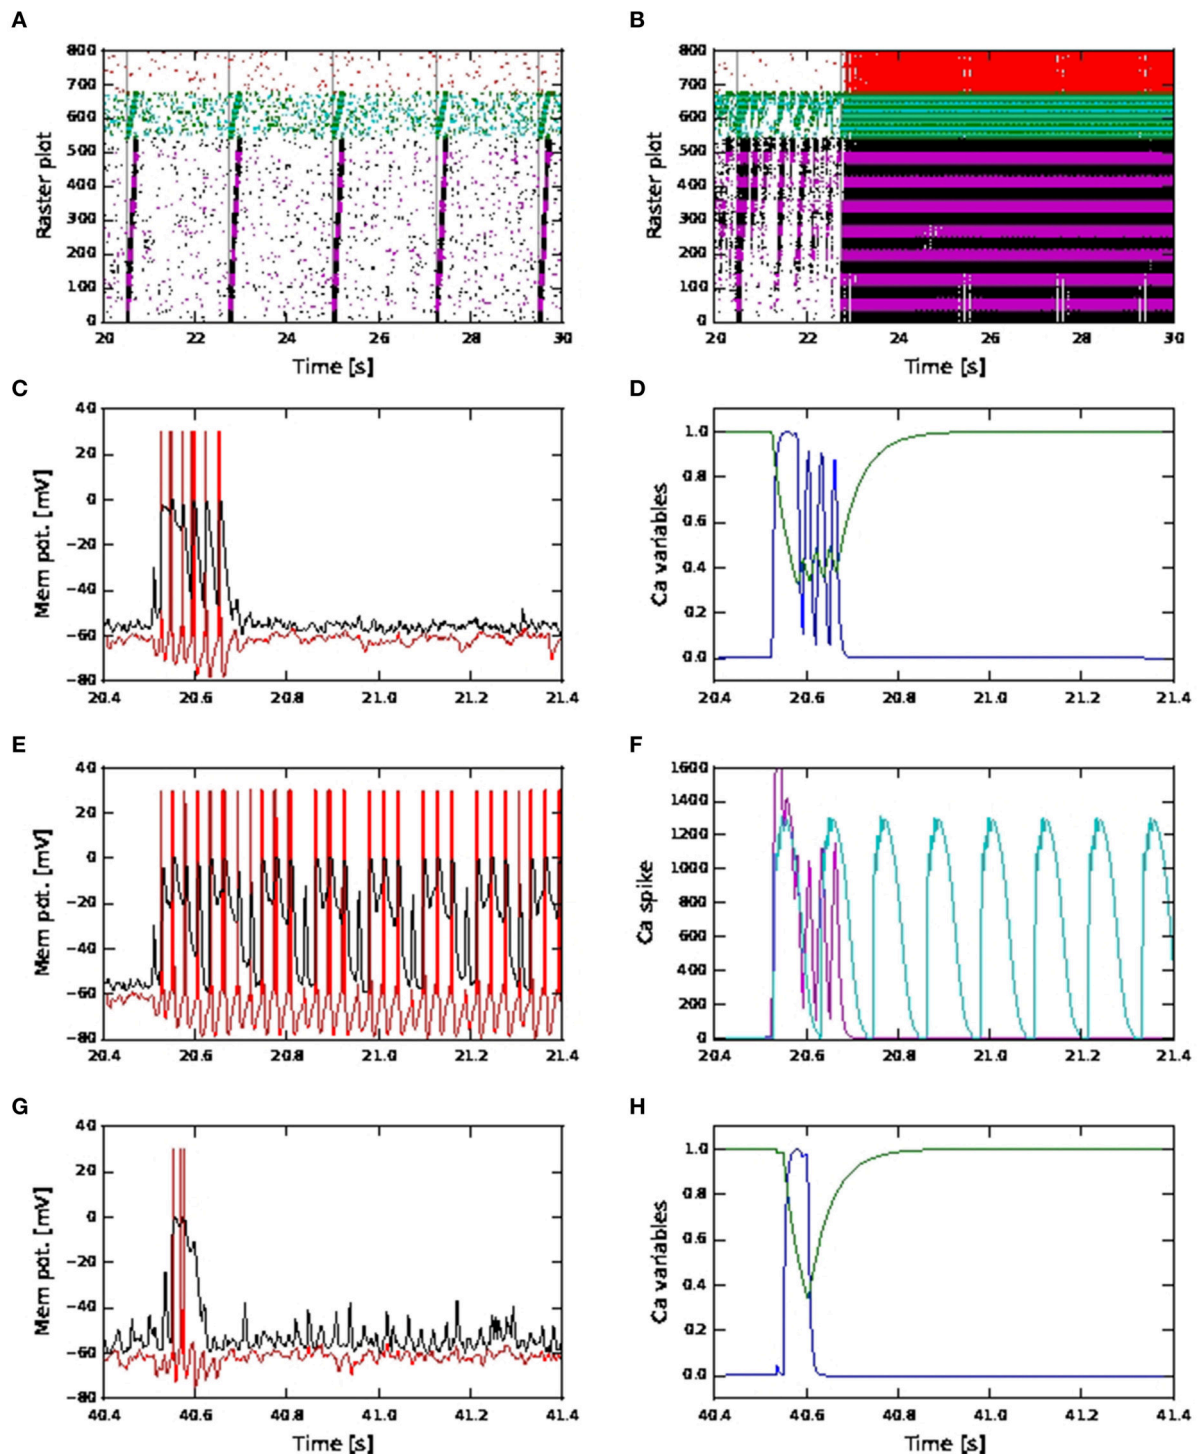 A
B
Raster plot
800
700
600
500
400
300
200
100
0
20 22 24 26 28 30
Time [s]
Raster plot
800
700
600
500
400
300
200
100
0
20 22 24 26 28 30
Time [s]
C
D
Mem pot. [mV]
40
20
0
−20
−40
−60
−80
20.4 20.6 20.8 21.0 21.2 21.4
Ca variables
1.0
0.8
0.6
0.4
0.2
0.0
20.4 20.6 20.8 21.0 21.2 21.4
E
F
Mem pot. [mV]
40
20
0
−20
−40
−60
−80
20.4 20.6 20.8 21.0 21.2 21.4
Ca spike
1600
1400
1200
1000
800
600
400
200
0
20.4 20.6 20.8 21.0 21.2 21.4
G
H
Mem pot. [mV]
40
20
0
−20
−40
−60
−80
40.4 40.6 40.8 41.0 41.2 41.4
Time [s]
Ca variables
1.0
0.8
0.6
0.4
0.2
0.0
40.4 40.6 40.8 41.0 41.2 41.4
Time [s]